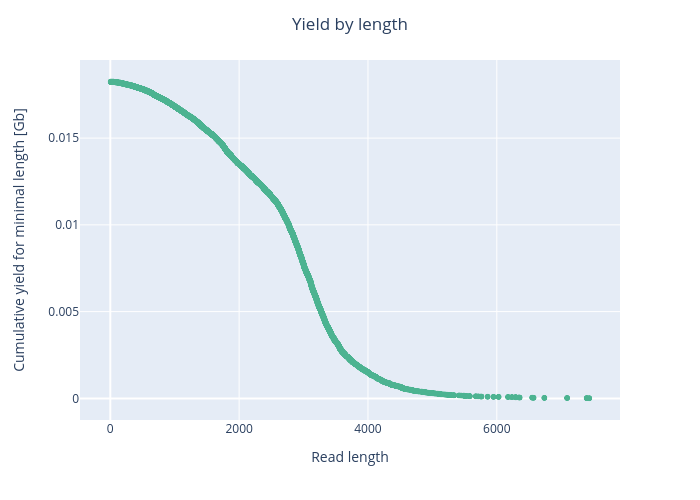 Yield by length
Cumulative yield for minimal length [Gb]
0.015
0.01
0.005
0
0 2000 4000 6000
Read length